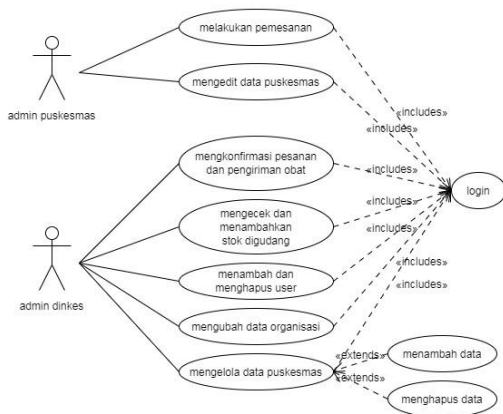 melakukan pemesanan
admin puskesmas
mengedit data puskesmas
«includes»
«includes»
mengkonfirmasi pesanan
dan pengiriman obat
«includes»
login
mengecek dan
menambahkan
stok digudang
«includes»
admin dinkes
menambah dan
menghapus user
«includes»
mengubah data organisasi
«includes»
«includes»
mengelola data puskesmas
«extends»
menambah data
«extends»
menghapus data